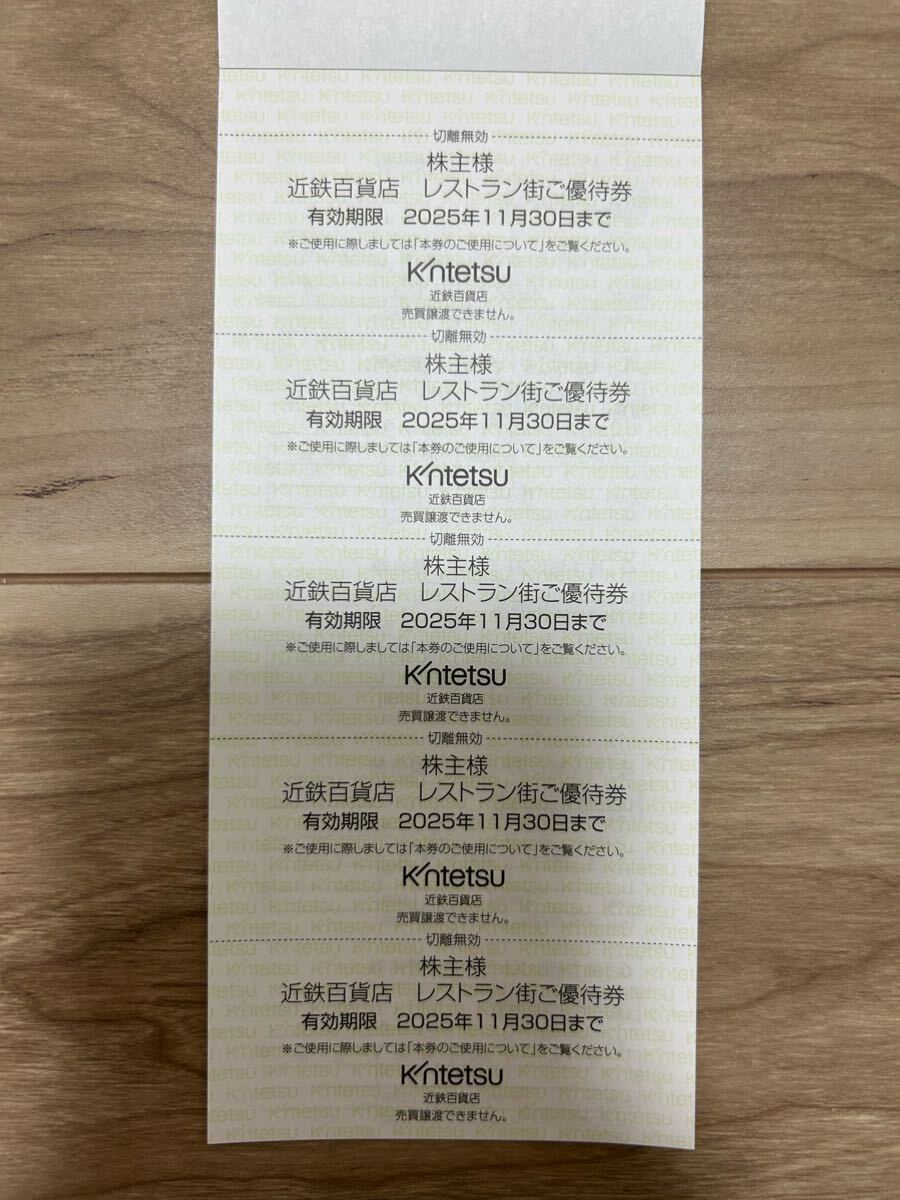 切離無効
株主様
近鉄百貨店 レストラン街ご優待券
有効期限 2025年11月30日まで
※ご使用に際しましては「本券のご使用について」をご覧ください。
Kintetsu
近鉄百貨店
売買譲渡できません。
切離無効
株主様
近鉄百貨店 レストラン街ご優待券
有効期限 2025年11月30日まで
※ご使用に際しましては「本券のご使用について」をご覧ください。
Kintetsu
近鉄百貨店
売買譲渡できません。
切離無効
株主様
近鉄百貨店 レストラン街ご優待券
有効期限 2025年11月30日まで
※ご使用に際しましては「本券のご使用について」をご覧ください。
Kintetsu
近鉄百貨店
売買譲渡できません。
切離無効
株主様
近鉄百貨店 レストラン街ご優待券
有効期限 2025年11月30日まで
※ご使用に際しましては「本券のご使用について」をご覧ください。
Kintetsu
近鉄百貨店
売買譲渡できません。
切離無効
株主様
近鉄百貨店 レストラン街ご優待券
有効期限 2025年11月30日まで
※ご使用に際しましては「本券のご使用について」をご覧ください。
Kintetsu
近鉄百貨店
売買譲渡できません。